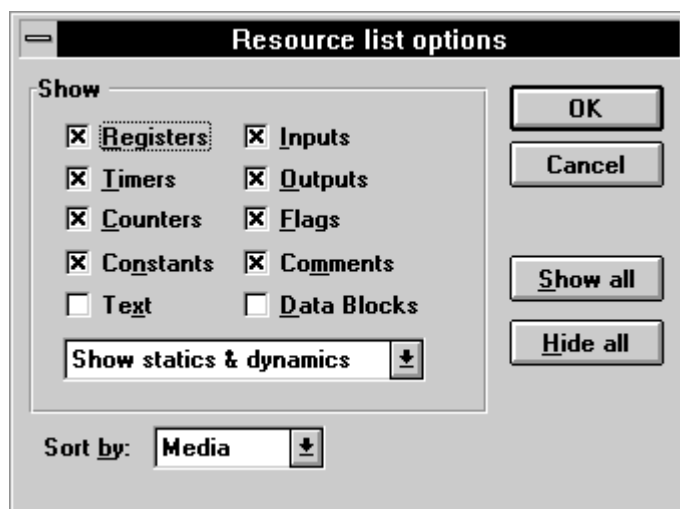 Resource list options
Show
Registers
Inputs
Timers
Outputs
Counters
Flags
Constants
Comments
Text
Data Blocks
Show statics & dynamics
Sort by: Media
OK
Cancel
Show all
Hide all